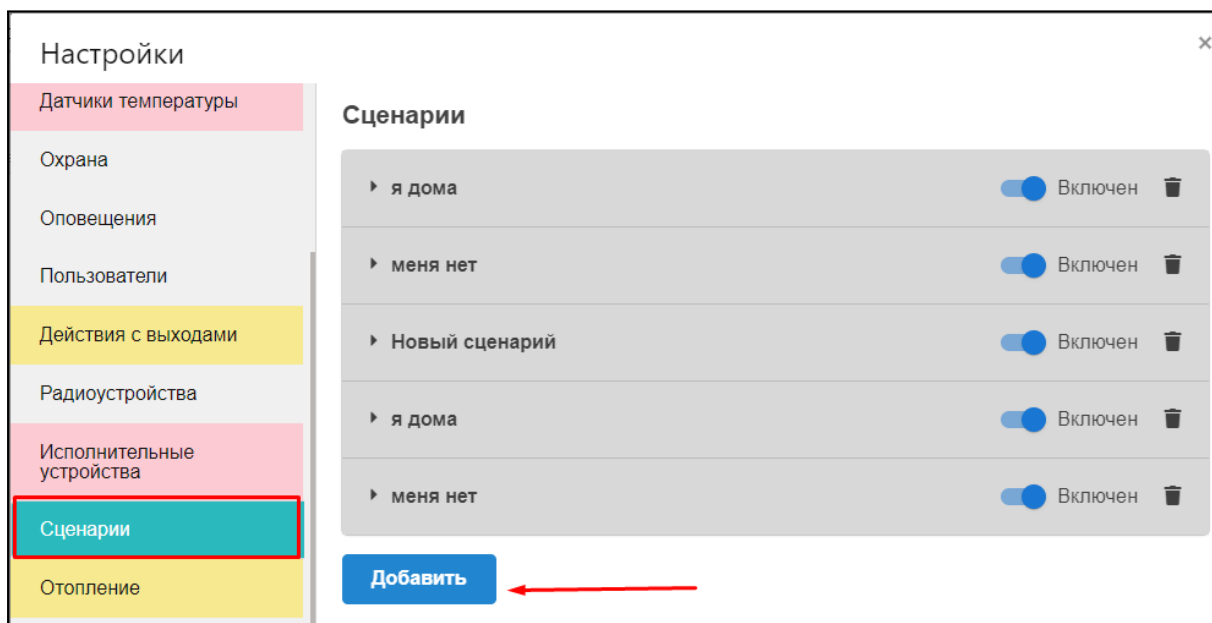 Настройки
×
Датчики температуры
Охрана
Оповещения
Пользователи
Действия с выходами
Радиоустройства
Исполнительные
устройства
Сценарии
Отопление
Сценарии
я дома Включен
меня нет Включен
Новый сценарий Включен
я дома Включен
меня нет Включен
Добавить